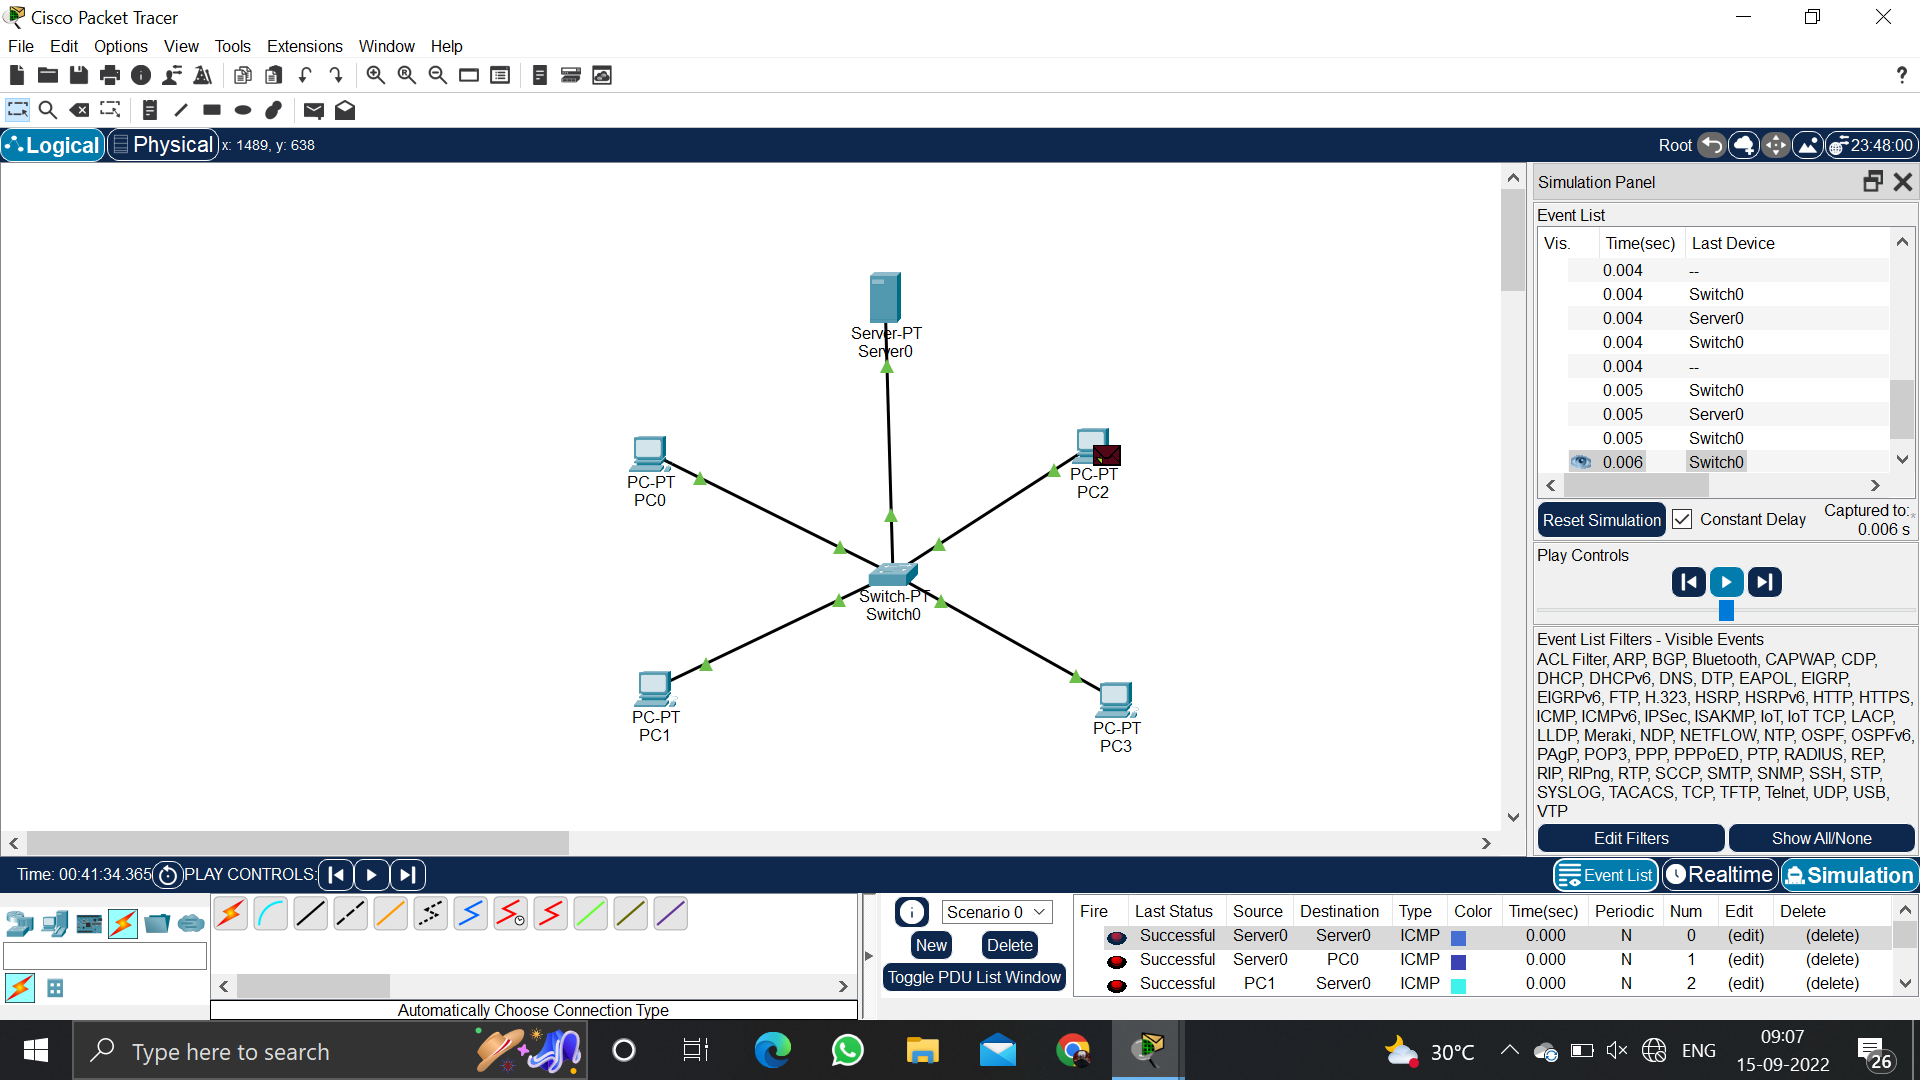 Cisco Packet Tracer
File Edit Options View Tools Extensions Window Help
?
Logical Physical x: 1489, y: 638
Root 23:48:00
Server-PT
Server0
PC-PT
PC0
PC-PT
PC2
Switch-PT
Switch0
PC-PT
PC1
PC-PT
PC3
Simulation Panel
Event List
Vis. Time(sec) Last Device
0.004 --
0.004 Switch0
0.004 Server0
0.004 Switch0
0.004 --
0.005 Switch0
0.005 Server0
0.005 Switch0
0.006 Switch0
Reset Simulation Constant Delay Captured to:
0.006 s
Play Controls
Event List Filters - Visible Events
ACL Filter, ARP, BGP, Bluetooth, CAPWAP, CDP,
DHCP, DHCPv6, DNS, DTP, EAPOL, EIGRP,
EIGRPv6, FTP, H.323, HSRP, HSRPv6, HTTP, HTTPS,
ICMP, ICMPv6, IPSec, ISAKMP, IoT, IoT TCP, LACP,
LLDP, Meraki, NDP, NETFLOW, NTP, OSPF, OSPFv6,
PAgP, POP3, PPP, PPPoED, PTP, RADIUS, REP,
RIP, RIPng, RTP, SCCP, SMTP, SNMP, SSH, STP,
SYSLOG, TACACS, TCP, TFTP, Telnet, UDP, USB,
VTP
Edit Filters Show All/None
Time: 00:41:34.365 PLAY CONTROLS:
Event List Realtime Simulation
Automatically Choose Connection Type
Scenario 0
New Delete
Toggle PDU List Window
Fire Last Status Source Destination Type Color Time(sec) Periodic Num Edit Delete
Successful Server0 Server0 ICMP 0.000 N 0 (edit) (delete)
Successful Server0 PC0 ICMP 0.000 N 1 (edit) (delete)
Successful PC1 Server0 ICMP 0.000 N 2 (edit) (delete)
Type here to search
30°C
ENG
09:07
15-09-2022
26